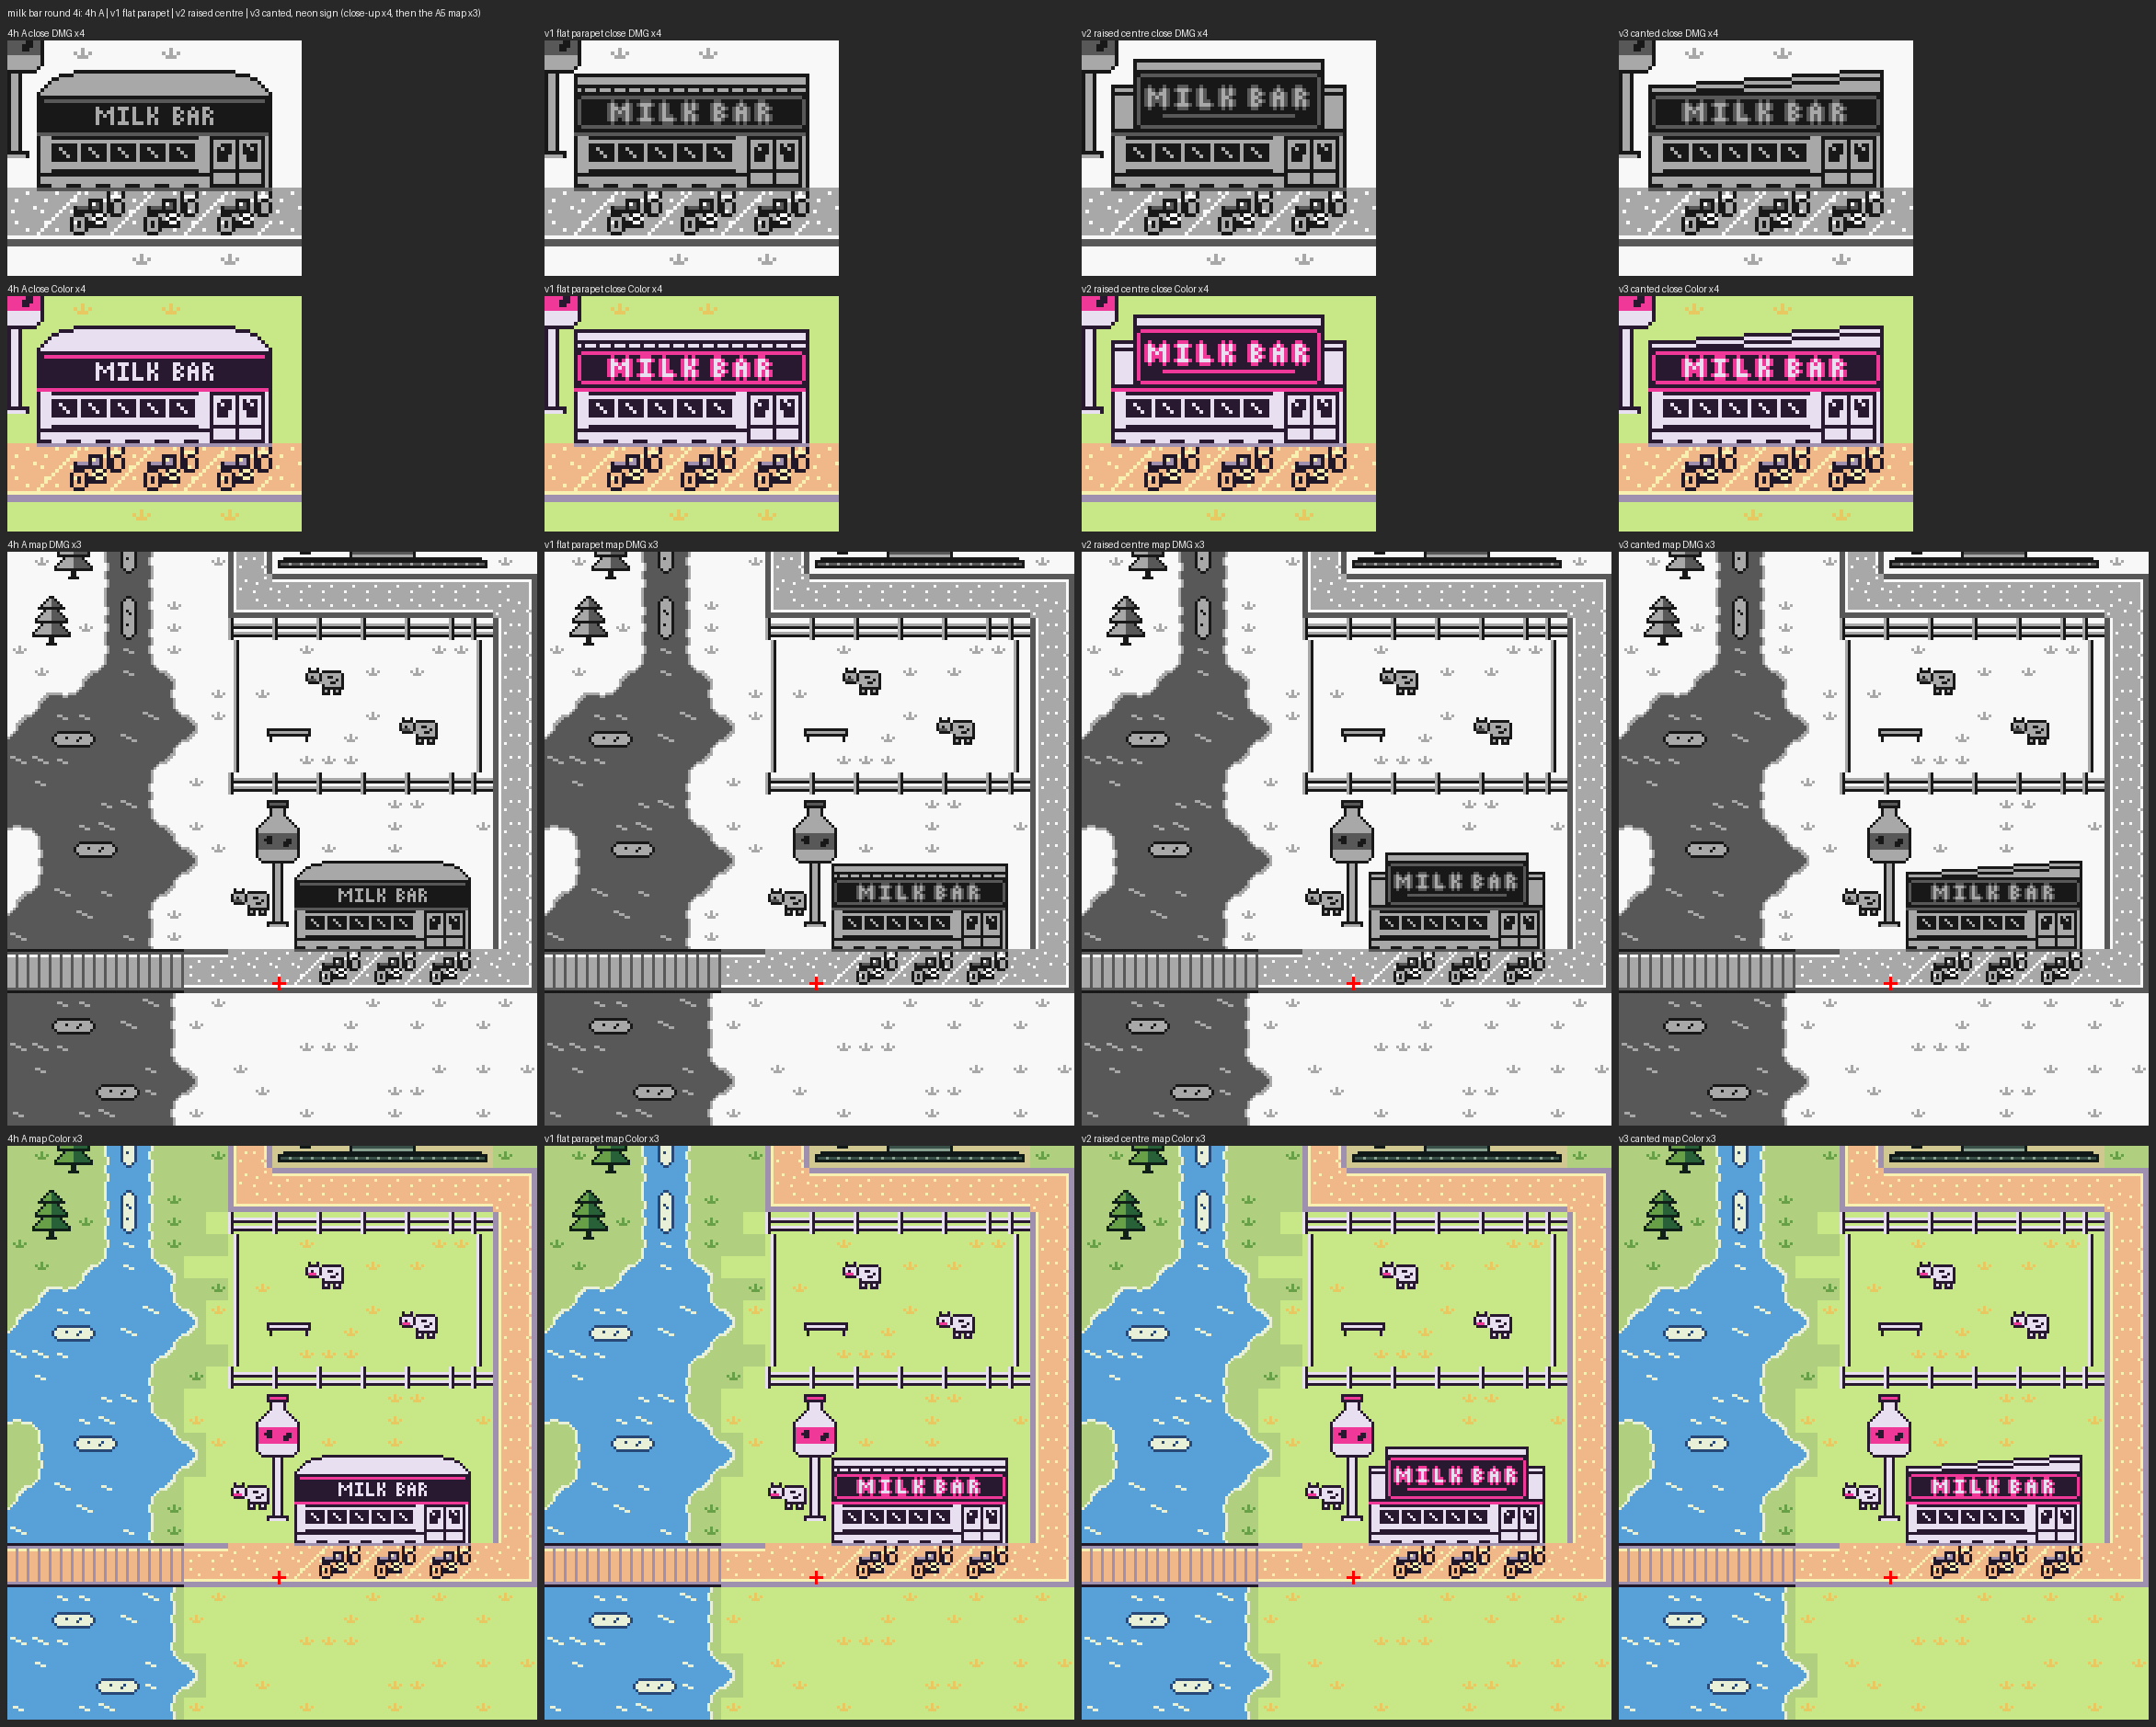 milk bar round 4i: 4h A | v1 flat parapet | v2 raised centre | v3 canted, neon sign (close-up x4, then the A5 map x3)
4h A close DMG x4
v1 flat parapet close DMG x4
v2 raised centre close DMG x4
v3 canted close DMG x4
MILK BAR
MILK BAR
MILK BAR
MILK BAR
4h A close Color x4
v1 flat parapet close Color x4
v2 raised centre close Color x4
v3 canted close Color x4
MILK BAR
MILK BAR
MILK BAR
MILK BAR
4h A map DMG x3
v1 flat parapet map DMG x3
v2 raised centre map DMG x3
v3 canted map DMG x3
MILK BAR
MILK BAR
MILK BAR
MILK BAR
4h A map Color x3
v1 flat parapet map Color x3
v2 raised centre map Color x3
v3 canted map Color x3
MILK BAR
MILK BAR
MILK BAR
MILK BAR